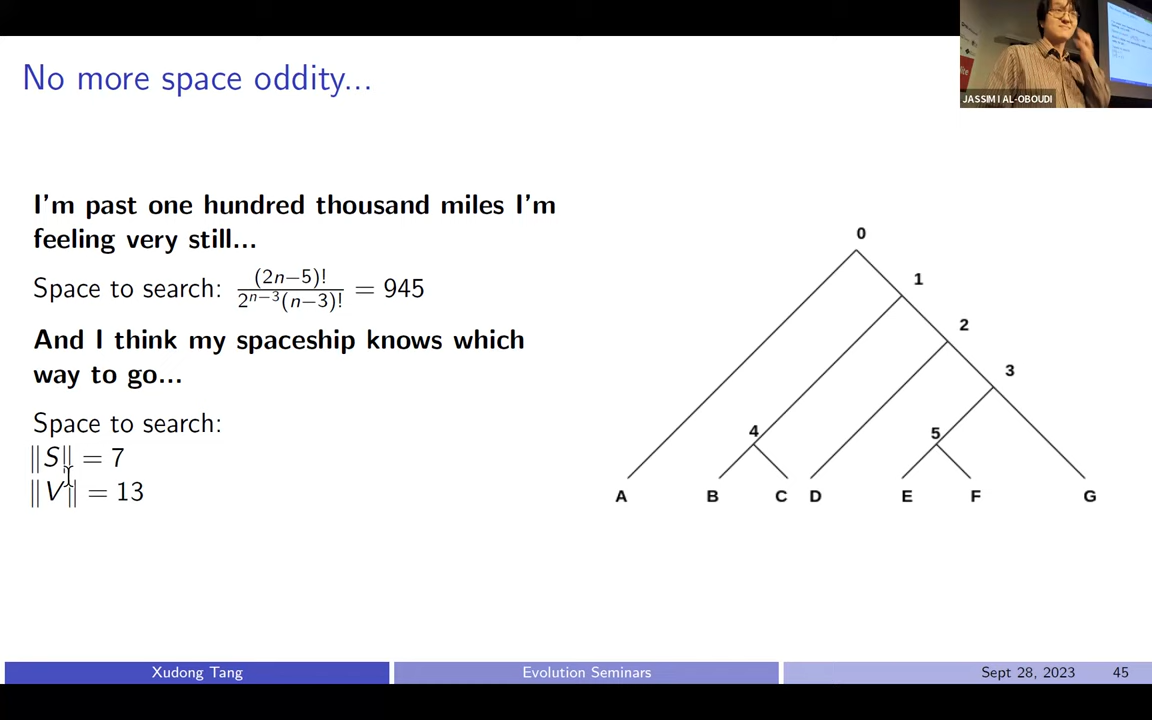 No more space oddity...
JASSIM I AL-OBOUDI
I'm past one hundred thousand miles I'm
feeling very still...
Space to search: (2n−5)! / 2^{n−3}(n−3)! = 945
And I think my spaceship knows which
way to go...
Space to search:
‖S‖ = 7
‖V‖ = 13
0
1
2
3
4
5
A B C D E F G
Xudong Tang Evolution Seminars Sept 28, 2023 45